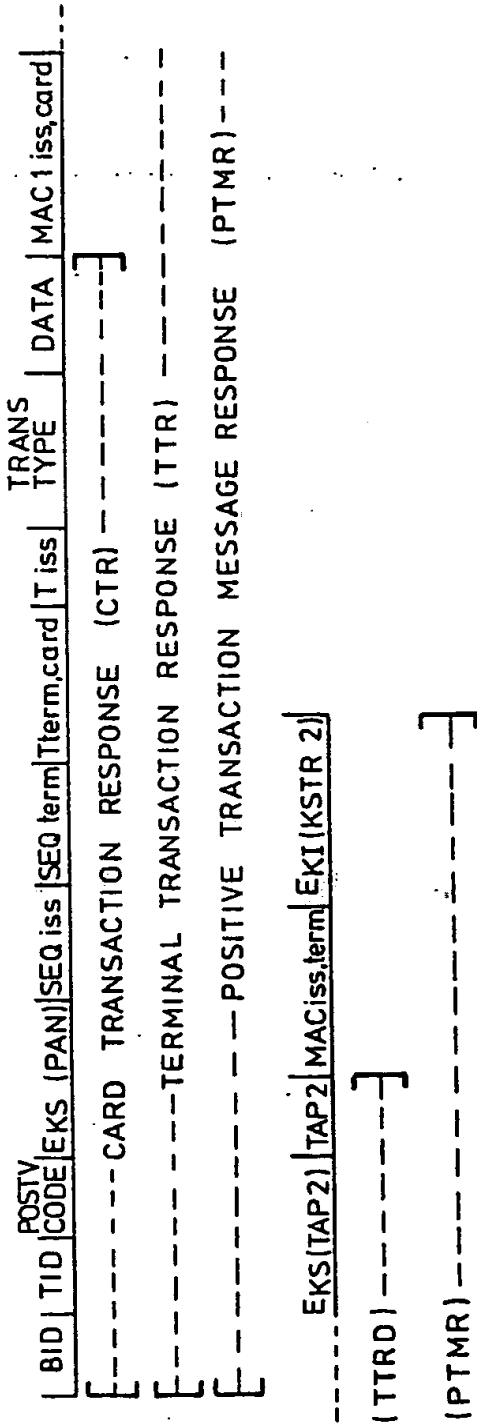 BID | TID | POSTV CODE | EKS (PAN) | SEQ iss | SEQ term | Tterm,card | T iss | TRANS TYPE | DATA | MAC1 iss,card |
CARD TRANSACTION RESPONSE (CTR)
TERMINAL TRANSACTION RESPONSE (TTR)
POSITIVE TRANSACTION MESSAGE RESPONSE (PTMR)
EKS(TAP2) | TAP2 | MACiss,term | EKI(KSTR 2)
(TTRD)
(PTMR)